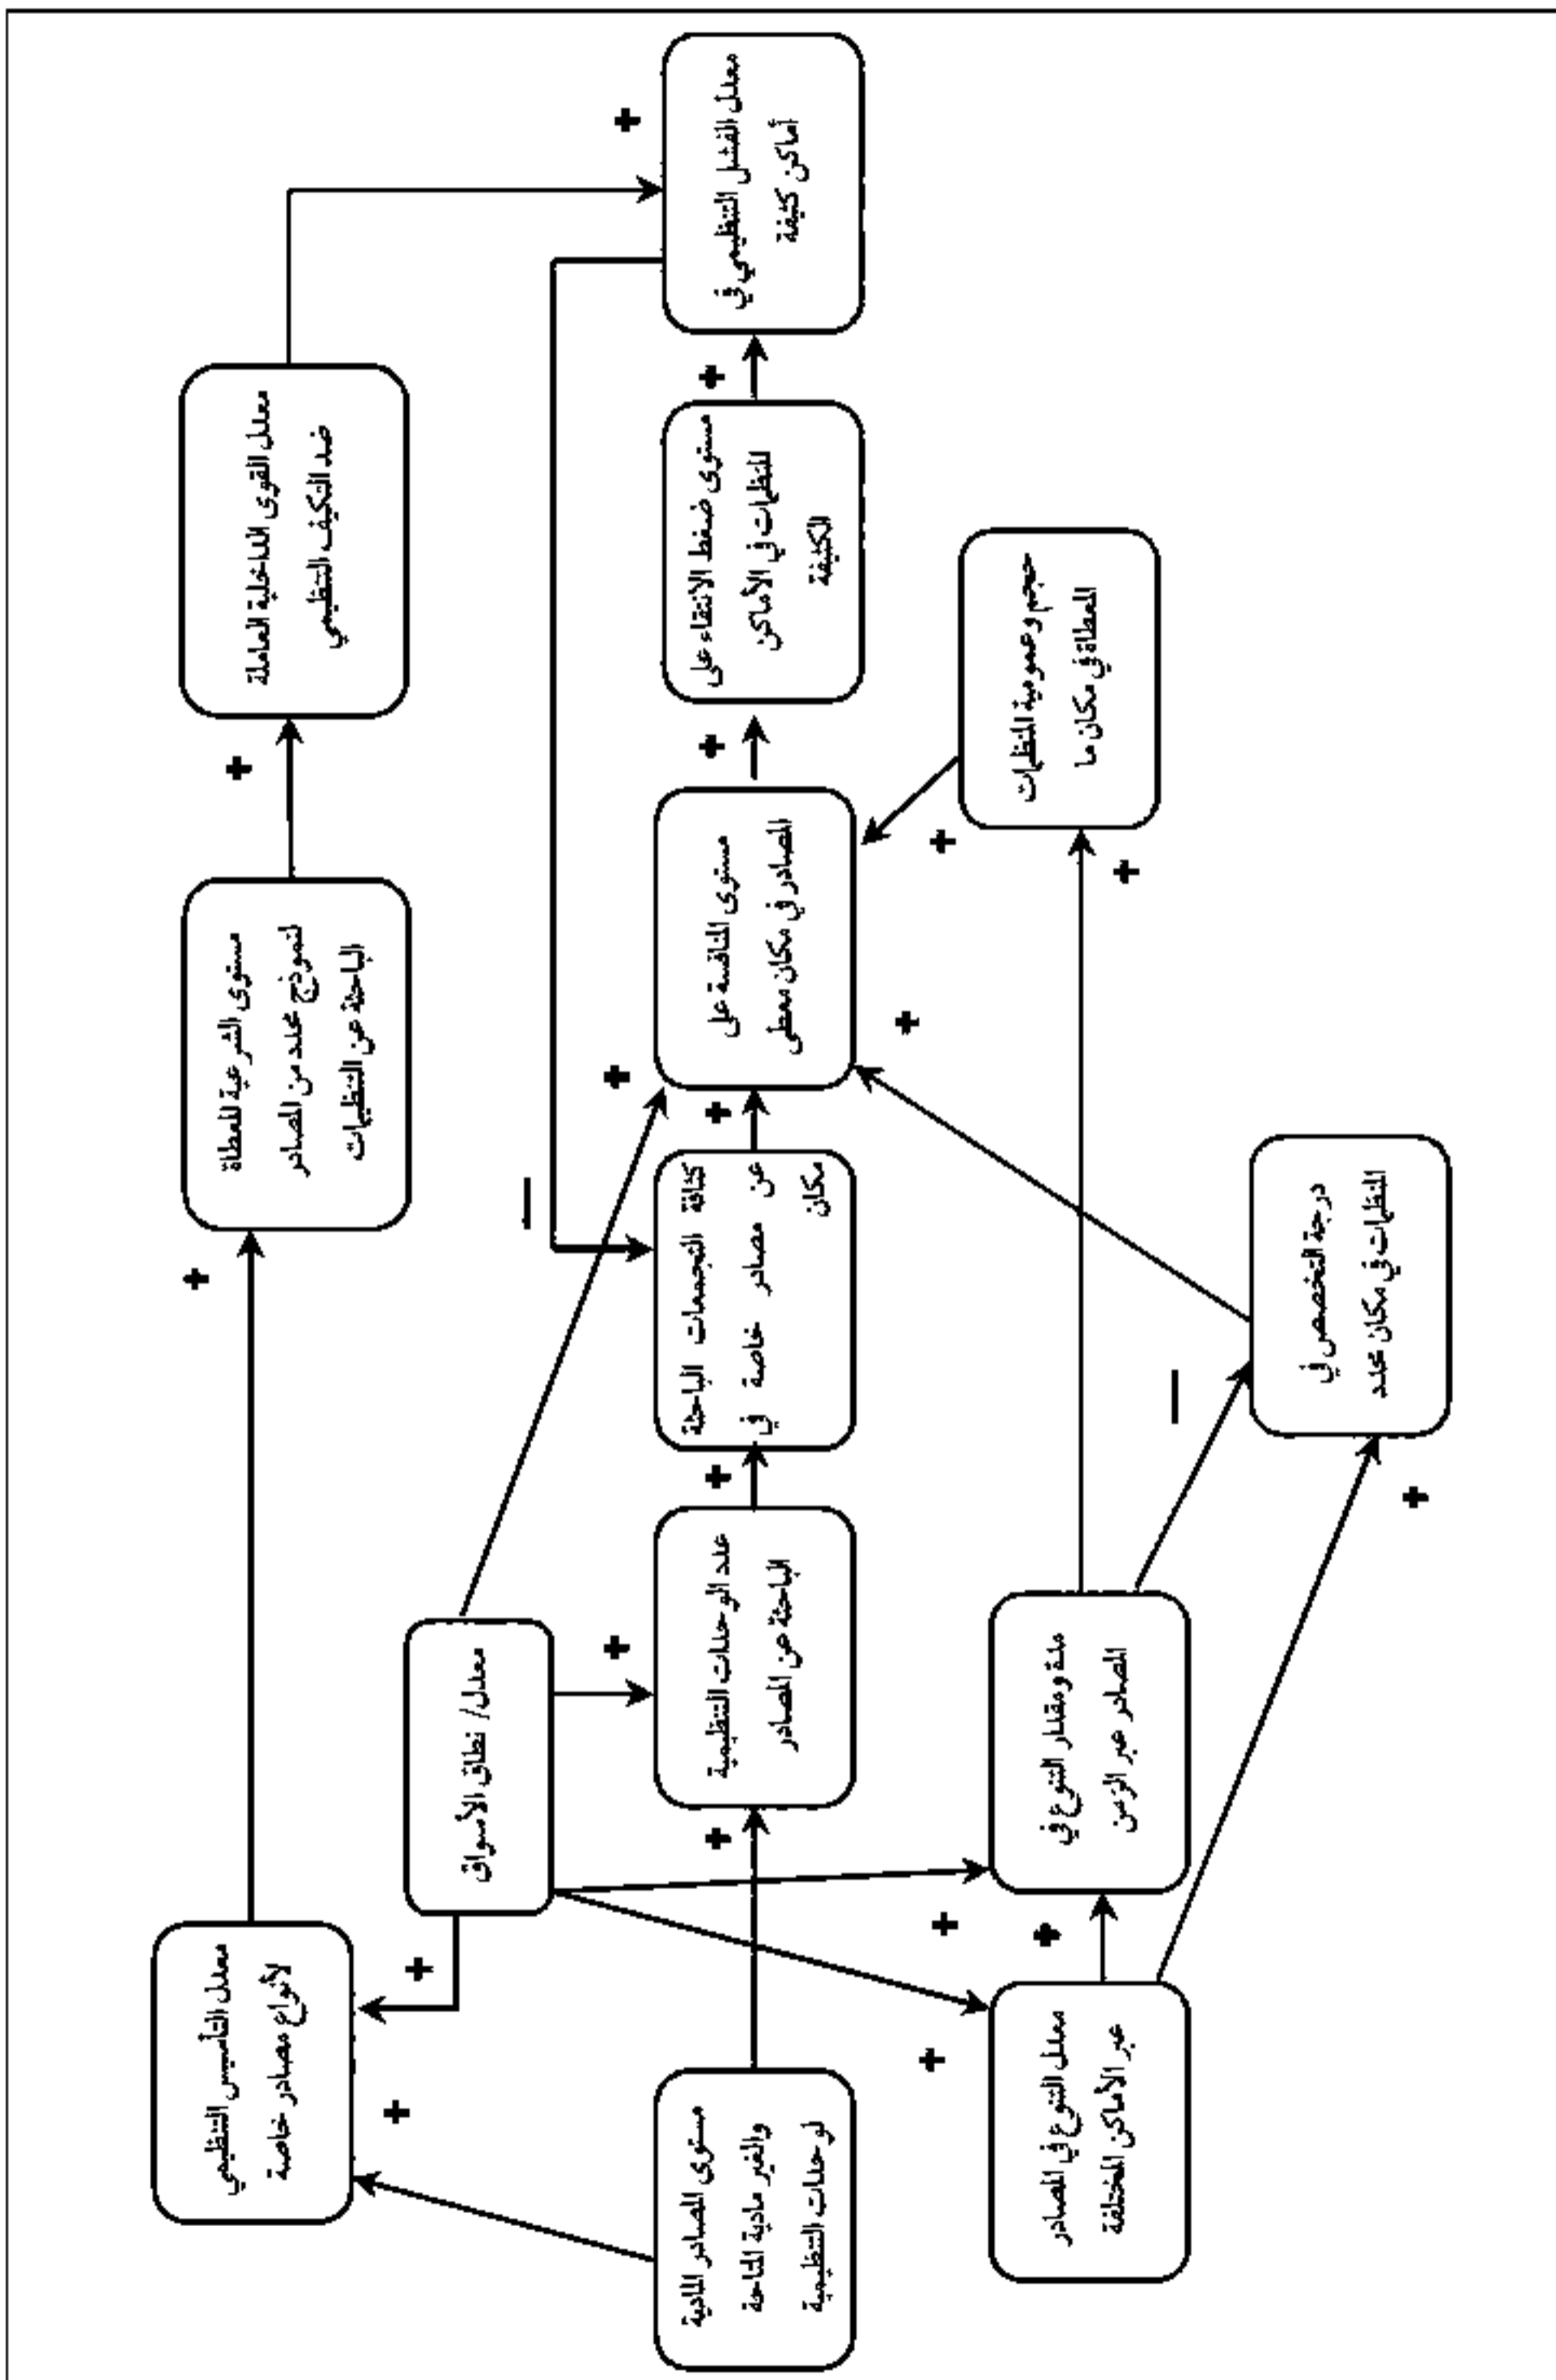 معدل التأسيس التنظيمي
لأنواع مصادر خاصة
+
+
+
مستوى الشرعية المعطاة
لنموذج محدد من المصادر
الباحثة عن التنظيمات
+
معدل القوى الداخلية العاملة
ضد التكيف التنظيمي
+
معدل/ نطاق الأسواق
+
+
—
مستوى المصادر المادية
والغير مادية المتاحة
لوحدات التنظيمية
+
عدد الوحدات التنظيمية
الباحثة عن المصادر
+
كثافة التجمعات الباحثة
عن مصادر خاصة في
مكان
+
مستوى المنافسة على
المصادر في مكان معطى
+
مستوى ضغط الانتقاء على
المنظمات في الأماكن
الكثيفة
+
معدل الفشل التنظيمي في
أماكن كثيفة
+
+
+
+
معدل التنوع في المصادر
عبر الأماكن المختلفة
+
مدة ومقدار التنوع في
المصادر عبر الزمن
+
+
حجم وعمومية المنظمات
المعطاة في مكان ما
—
+
درجة التخصص في
المنظمات في مكان محدد